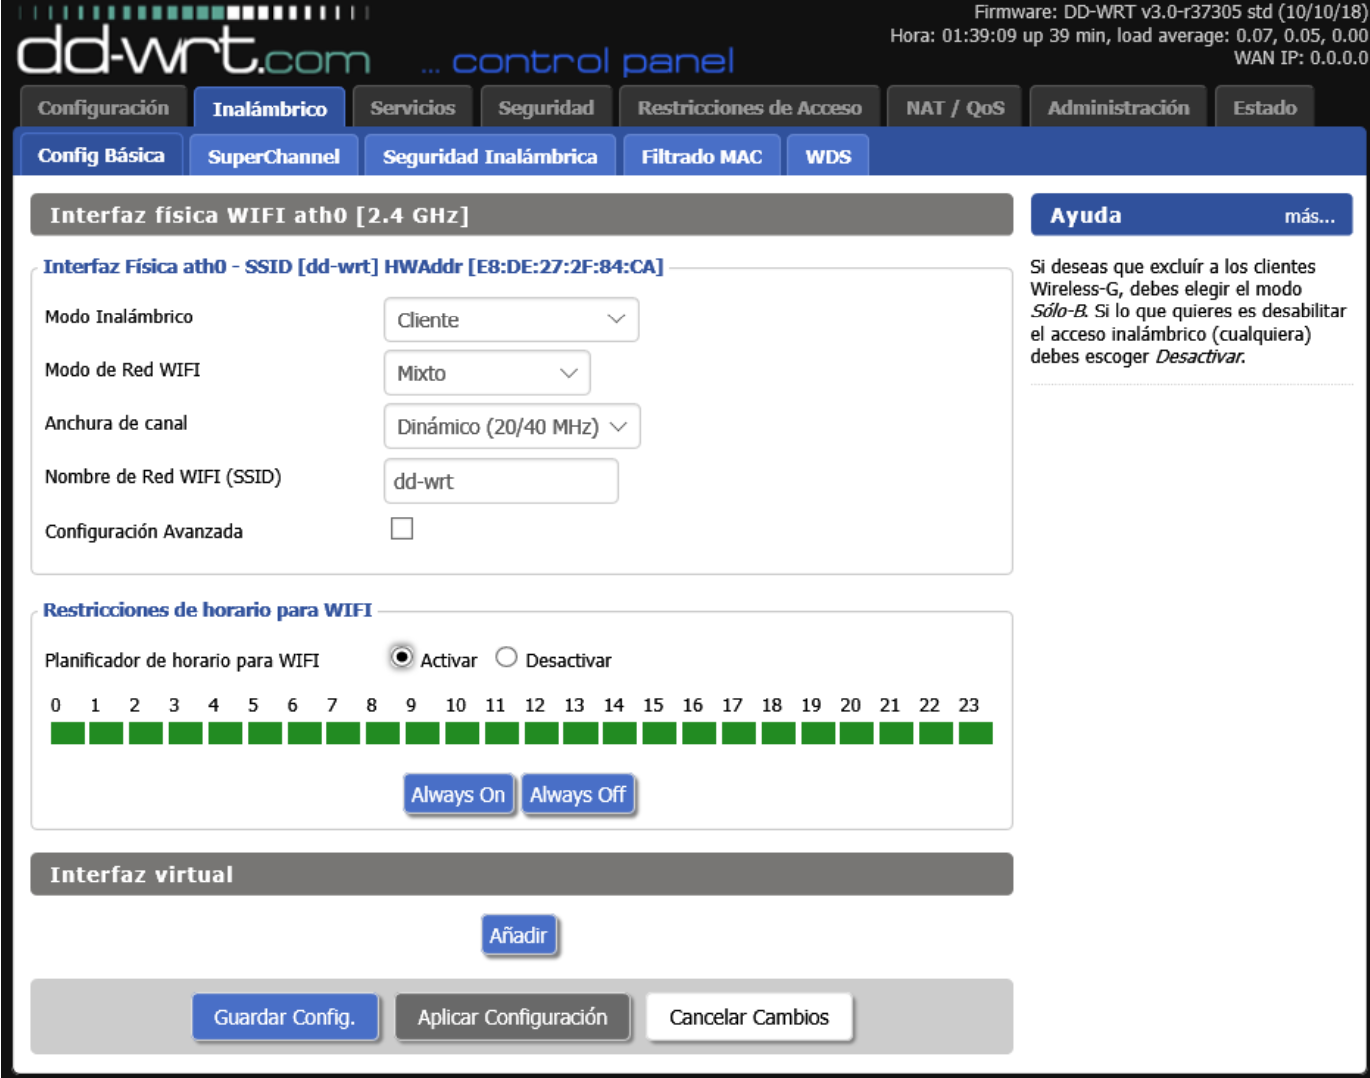 Firmware: DD-WRT v3.0-r37305 std (10/10/18)
Hora: 01:39:09 up 39 min, load average: 0.07, 0.05, 0.00
WAN IP: 0.0.0.0
dd-wrt.com ... control panel
Configuración Inalámbrico Servicios Seguridad Restricciones de Acceso NAT / QoS Administración Estado
Config Básica SuperChannel Seguridad Inalámbrica Filtrado MAC WDS
Interfaz física WIFI ath0 [2.4 GHz]
Interfaz Física ath0 - SSID [dd-wrt] HWAddr [E8:DE:27:2F:84:CA]
Modo Inalámbrico Cliente
Modo de Red WIFI Mixto
Anchura de canal Dinámico (20/40 MHz)
Nombre de Red WIFI (SSID) dd-wrt
Configuración Avanzada
Restricciones de horario para WIFI
Planificador de horario para WIFI Activar Desactivar
0 1 2 3 4 5 6 7 8 9 10 11 12 13 14 15 16 17 18 19 20 21 22 23
Always On Always Off
Interfaz virtual
Añadir
Guardar Config. Aplicar Configuración Cancelar Cambios
Ayuda más...
Si deseas que excluír a los clientes
Wireless-G, debes elegir el modo
Sólo-B. Si lo que quieres es desabilitar
el acceso inalámbrico (cualquiera)
debes escoger Desactivar.